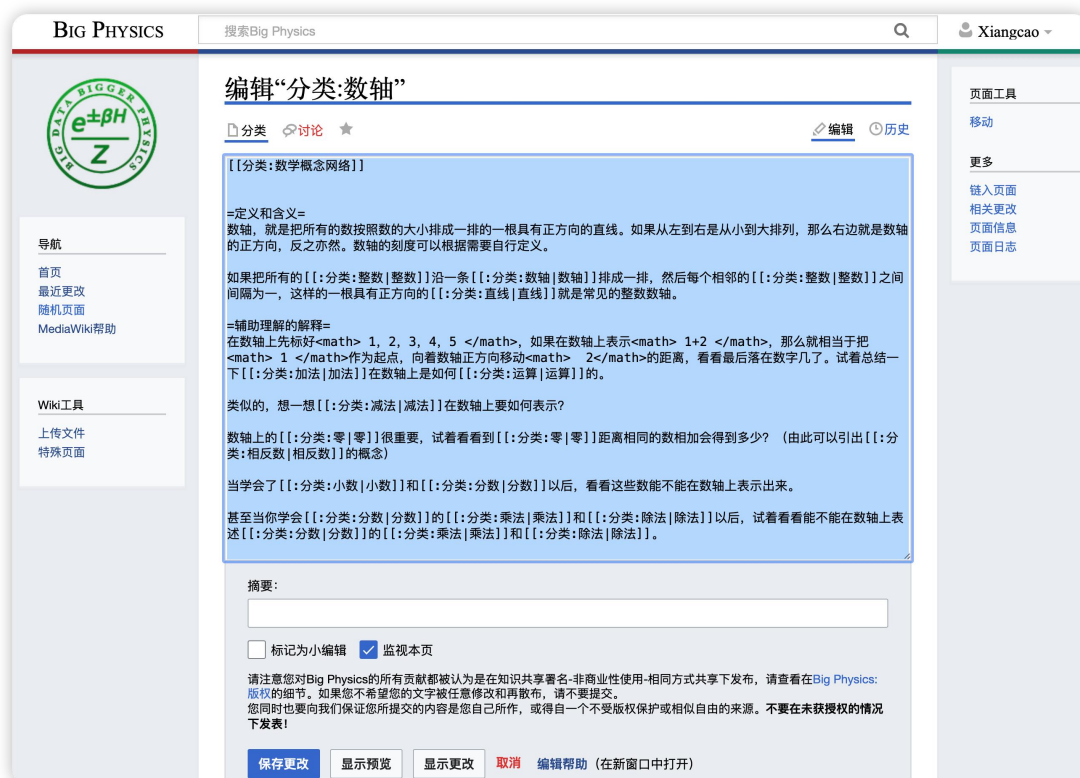 BIG PHYSICS
搜索Big Physics
Xiangcao
BIG DATA BIGGER PHYSICS
e±βH
Z
导航
首页
最近更改
随机页面
MediaWiki帮助
Wiki工具
上传文件
特殊页面
编辑“分类:数轴”
分类
讨论
编辑
历史
[[分类:数学概念网络]]
=定义和含义=
数轴，就是把所有的数按照数的大小排成一排的一根具有正方向的直线。如果从左到右是从小到大排列，那么右边就是数轴
的正方向，反之亦然。数轴的刻度可以根据需要自行定义。
如果把所有的[[:分类:整数|整数]]沿一条[[:分类:数轴|数轴]]排成一排，然后每个相邻的[[:分类:整数|整数]]之间
间隔为一，这样的一根具有正方向的[[:分类:直线|直线]]就是常见的整数数轴。
=辅助理解的解释=
在数轴上先标好<math> 1，2，3，4，5 </math>，如果在数轴上表示<math> 1+2 </math>，那么就相当于把
<math> 1 </math>作为起点，向着数轴正方向移动<math>  2</math>的距离，看看最后落在数字几了。试着总结一
下[[:分类:加法|加法]]在数轴上是如何[[:分类:运算|运算]]的。
类似的，想一想[[:分类:减法|减法]]在数轴上要如何表示？
数轴上的[[:分类:零|零]]很重要，试着看看到[[:分类:零|零]]距离相同的数相加会得到多少？（由此可以引出[[:分
类:相反数|相反数]]的概念）
当学会了[[:分类:小数|小数]]和[[:分类:分数|分数]]以后，看看这些数能不能在数轴上表示出来。
甚至当你学会[[:分类:分数|分数]]的[[:分类:乘法|乘法]]和[[:分类:除法|除法]]以后，试着看看能不能在数轴上表
述[[:分类:分数|分数]]的[[:分类:乘法|乘法]]和[[:分类:除法|除法]]。
摘要：
标记为小编辑 监视本页
请注意您对Big Physics的所有贡献都被认为是在知识共享署名-非商业性使用-相同方式共享下发布，请查看在Big Physics:
版权的细节。如果您不希望您的文字被任意修改和再散布，请不要提交。
您同时也要向我们保证您所提交的内容是您自己所作，或得自一个不受版权保护或相似自由的来源。不要在未获授权的情况
下发表！
保存更改 显示预览 显示更改 取消 编辑帮助（在新窗口中打开）
页面工具
移动
更多
链入页面
相关更改
页面信息
页面日志